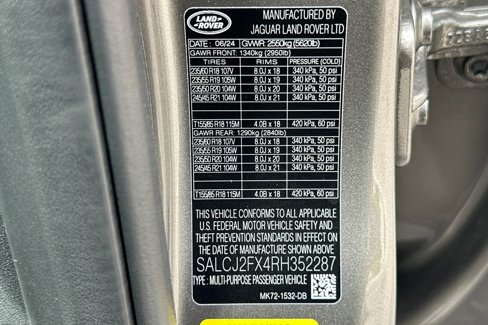 LAND
ROVER
MANUFACTURED BY
JAGUAR LAND ROVER LTD
DATE: 06/24 GVWR: 2550kg (5620lb)
GAWR FRONT: 1340kg (2950lb)
TIRES RIMS PRESSURE (COLD)
235/60 R18 107V 8.0J x 18 340 kPa, 50 psi
235/55 R19 105W 8.0J x 19 340 kPa, 50 psi
235/50 R20 104W 8.0J x 20 340 kPa, 50 psi
245/45 R21 104W 8.0J x 21 340 kPa, 50 psi
T155/85 R18 115M 4.0B x 18 420 kPa, 60 psi
GAWR REAR: 1290kg (2840lb)
235/60 R18 107V 8.0J x 18 340 kPa, 50 psi
235/55 R19 105W 8.0J x 19 340 kPa, 50 psi
235/50 R20 104W 8.0J x 20 340 kPa, 50 psi
245/45 R21 104W 8.0J x 21 340 kPa, 50 psi
T155/85 R18 115M 4.0B x 18 420 kPa, 60 psi
THIS VEHICLE CONFORMS TO ALL APPLICABLE
U.S. FEDERAL MOTOR VEHICLE SAFETY AND
THEFT PREVENTION STANDARDS IN EFFECT ON
THE DATE OF MANUFACTURE SHOWN ABOVE.
SALCJ2FX4RH352287
TYPE : MULTI-PURPOSE PASSENGER VEHICLE
MK72-1532-DB